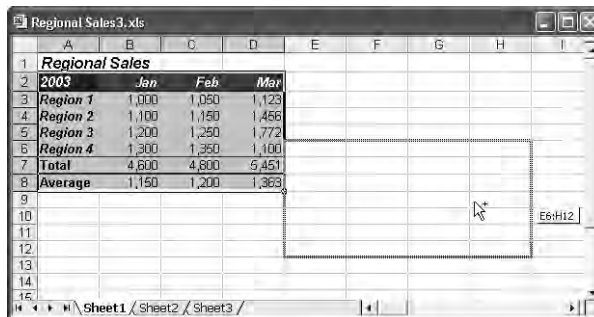 Regional Sales3.xls
A B C D E F G H I
1 Regional Sales
2 2003 Jan Feb Mar
3 Region 1 1,000 1,050 1,123
4 Region 2 1,100 1,150 1,456
5 Region 3 1,200 1,250 1,772
6 Region 4 1,300 1,350 1,100
7 Total 4,600 4,800 5,451
8 Average 1,150 1,200 1,363
9
10 E6:H12
11
12
13
14
15
Sheet1 / Sheet2 / Sheet3 /